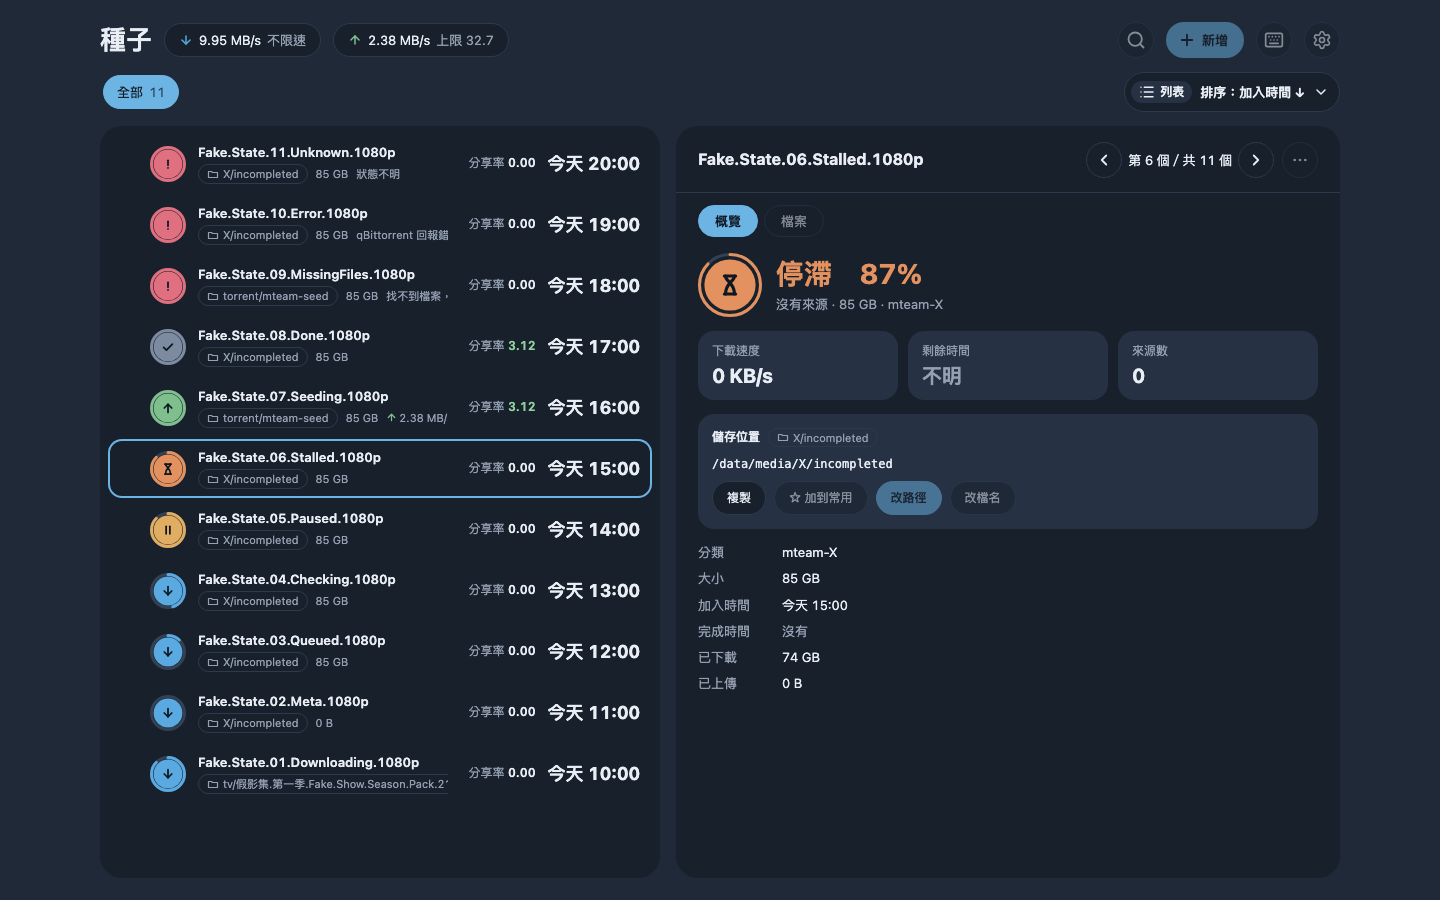 種子 9.95 MB/s 不限速 2.38 MB/s 上限 32.7 新增
全部 11 列表 排序：加入時間
Fake.State.11.Unknown.1080p
X/incompleted 85 GB 狀態不明 分享率 0.00 今天 20:00
Fake.State.10.Error.1080p
X/incompleted 85 GB qBittorrent 回報錯 分享率 0.00 今天 19:00
Fake.State.09.MissingFiles.1080p
torrent/mteam-seed 85 GB 找不到檔案， 分享率 0.00 今天 18:00
Fake.State.08.Done.1080p
X/incompleted 85 GB 分享率 3.12 今天 17:00
Fake.State.07.Seeding.1080p
torrent/mteam-seed 85 GB 2.38 MB/ 分享率 3.12 今天 16:00
Fake.State.06.Stalled.1080p
X/incompleted 85 GB 分享率 0.00 今天 15:00
Fake.State.05.Paused.1080p
X/incompleted 85 GB 分享率 0.00 今天 14:00
Fake.State.04.Checking.1080p
X/incompleted 85 GB 分享率 0.00 今天 13:00
Fake.State.03.Queued.1080p
X/incompleted 85 GB 分享率 0.00 今天 12:00
Fake.State.02.Meta.1080p
X/incompleted 0 B 分享率 0.00 今天 11:00
Fake.State.01.Downloading.1080p
tv/假影集.第一季.Fake.Show.Season.Pack.2 分享率 0.00 今天 10:00
Fake.State.06.Stalled.1080p 第 6 個 / 共 11 個
概覽 檔案
停滯 87%
沒有來源 · 85 GB · mteam-X
下載速度 剩餘時間 來源數
0 KB/s 不明 0
儲存位置 X/incompleted
/data/media/X/incompleted
複製 加到常用 改路徑 改檔名
分類 mteam-X
大小 85 GB
加入時間 今天 15:00
完成時間 沒有
已下載 74 GB
已上傳 0 B